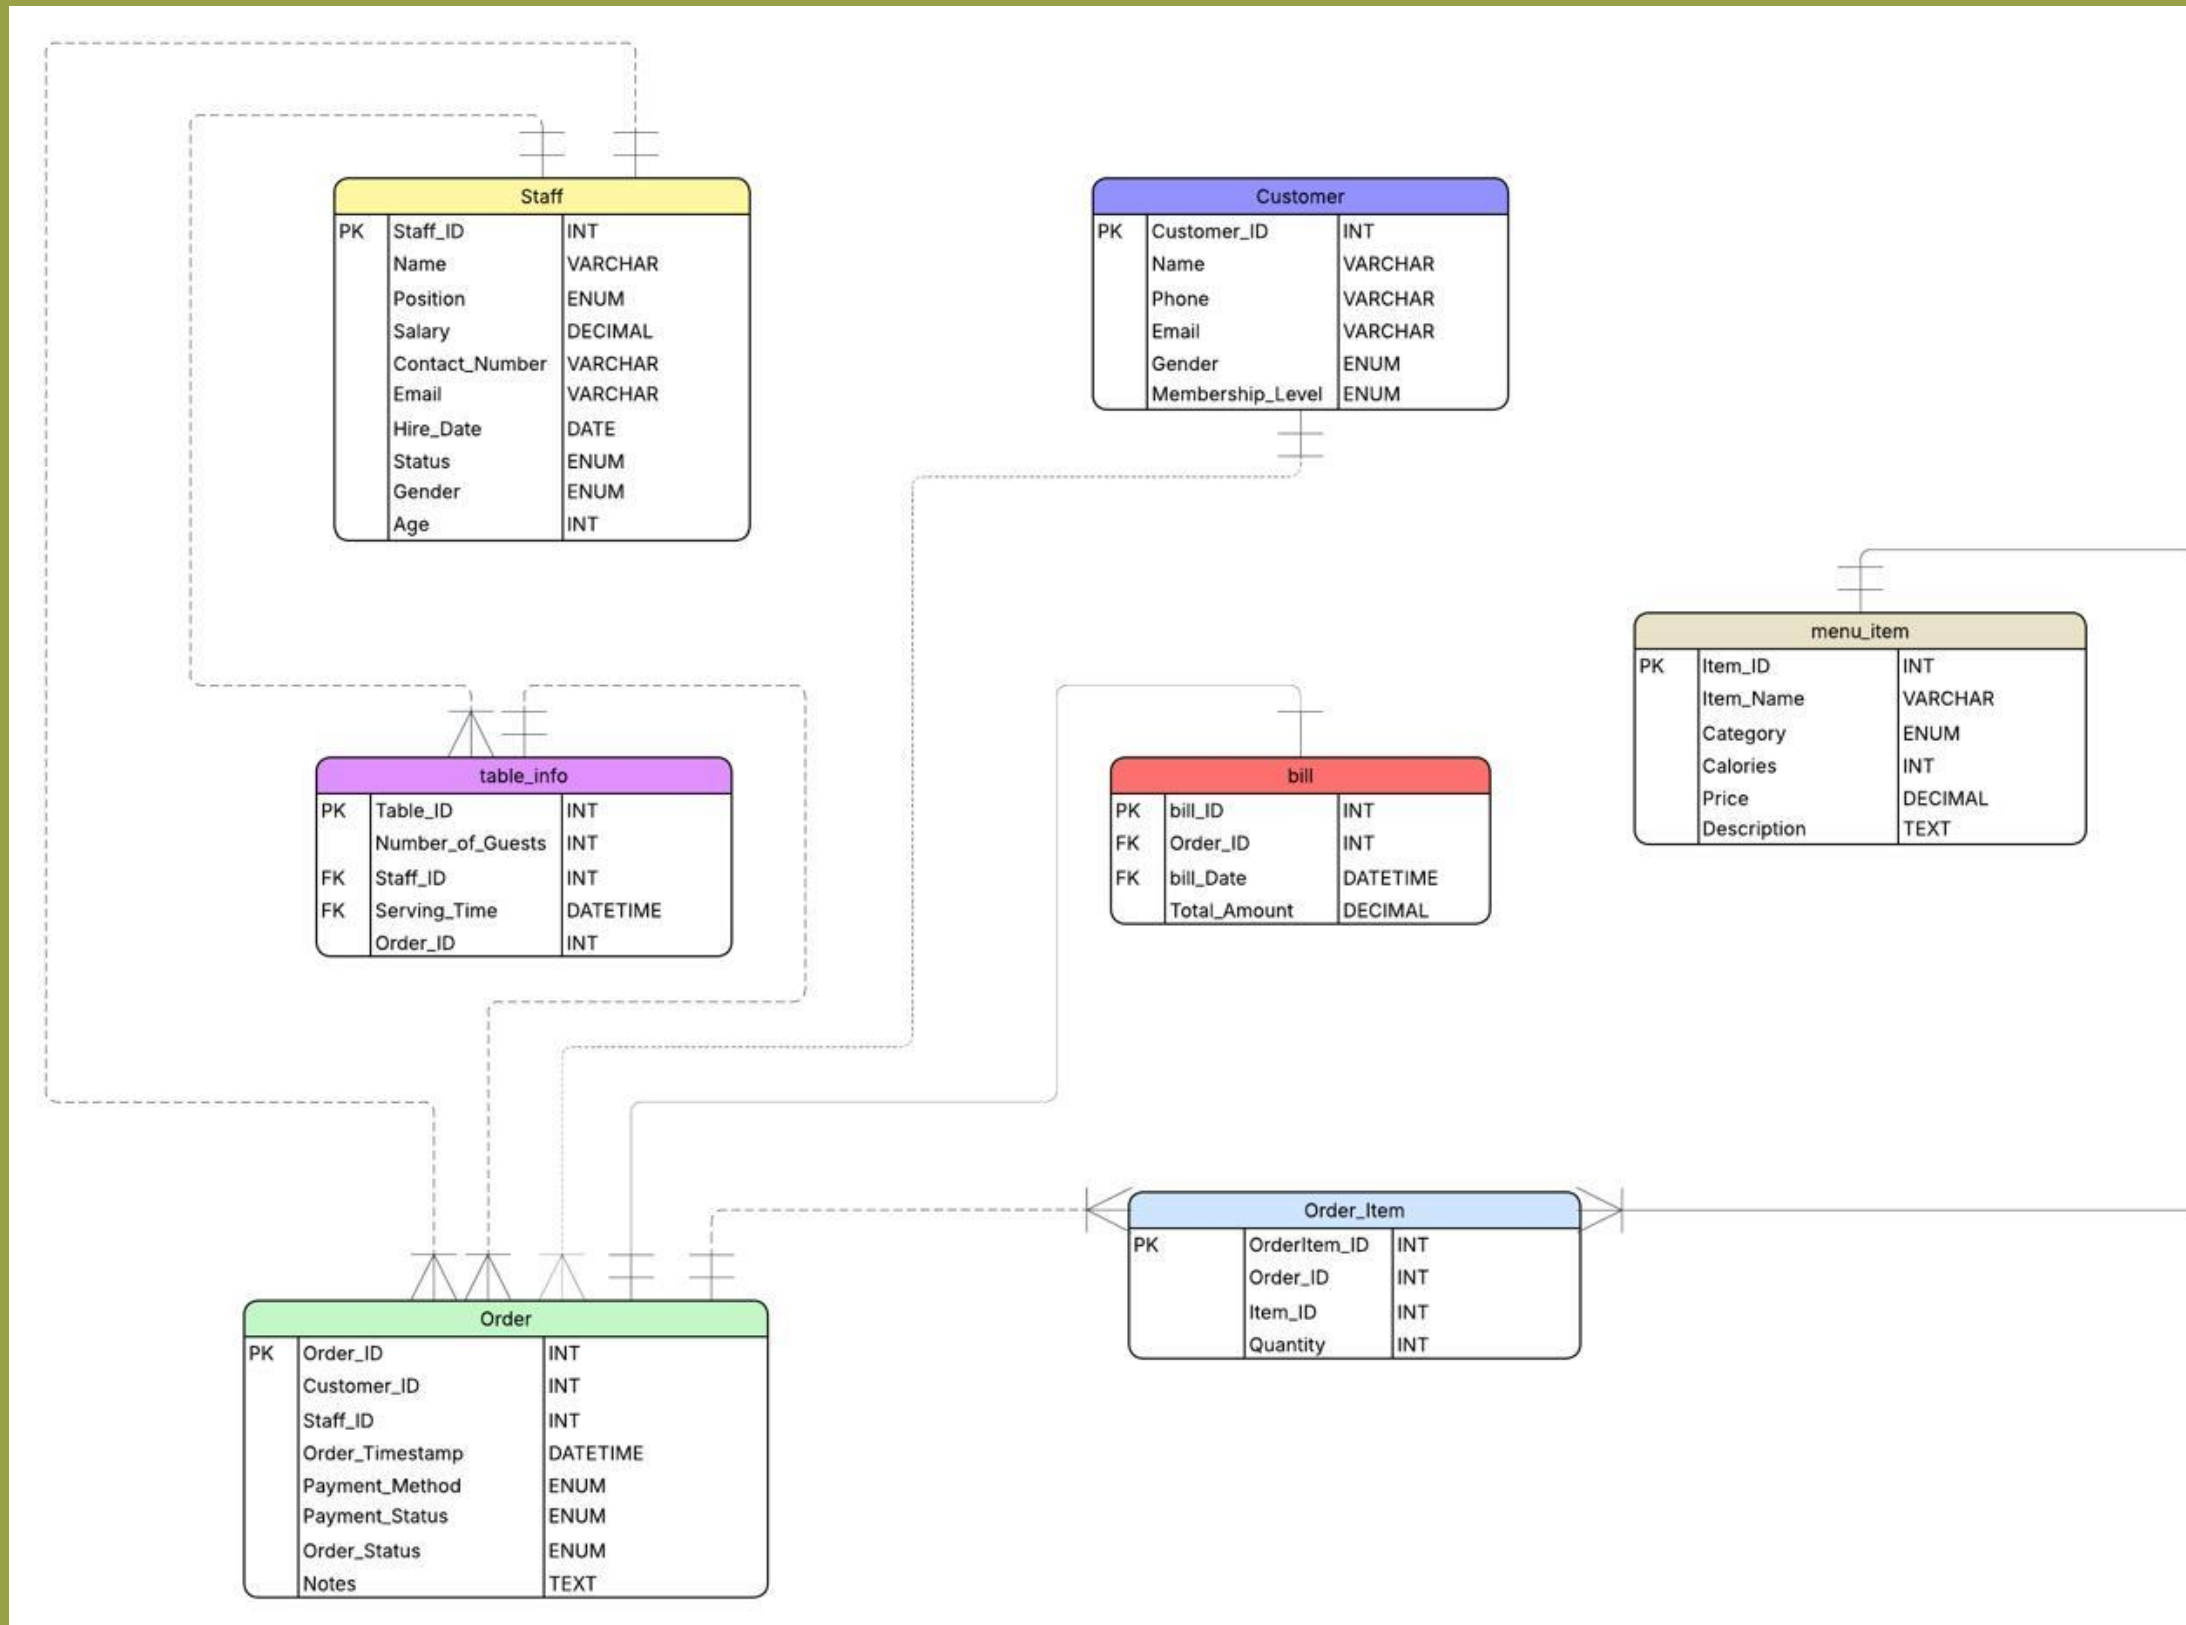 Staff
PK Staff_ID INT
Name VARCHAR
Position ENUM
Salary DECIMAL
Contact_Number VARCHAR
Email VARCHAR
Hire_Date DATE
Status ENUM
Gender ENUM
Age INT
Customer
PK Customer_ID INT
Name VARCHAR
Phone VARCHAR
Email VARCHAR
Gender ENUM
Membership_Level ENUM
menu_item
PK Item_ID INT
Item_Name VARCHAR
Category ENUM
Calories INT
Price DECIMAL
Description TEXT
table_info
PK Table_ID INT
Number_of_Guests INT
FK Staff_ID INT
FK Serving_Time DATETIME
Order_ID INT
bill
PK bill_ID INT
FK Order_ID INT
FK bill_Date DATETIME
Total_Amount DECIMAL
Order_Item
PK OrderItem_ID INT
Order_ID INT
Item_ID INT
Quantity INT
Order
PK Order_ID INT
Customer_ID INT
Staff_ID INT
Order_Timestamp DATETIME
Payment_Method ENUM
Payment_Status ENUM
Order_Status ENUM
Notes TEXT